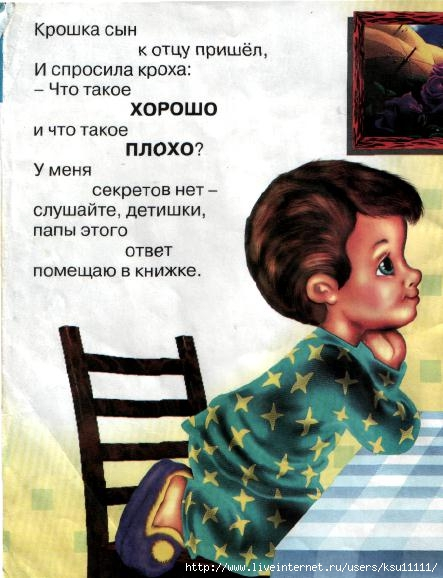 Крошка сын
к отцу пришёл,
И спросила кроха:
– Что такое
ХОРОШО
и что такое
ПЛОХО?
У меня
секретов нет –
слушайте, детишки,
папы этого
ответ
помещаю в книжке.
http://www.liveinternet.ru/users/ksu11111/